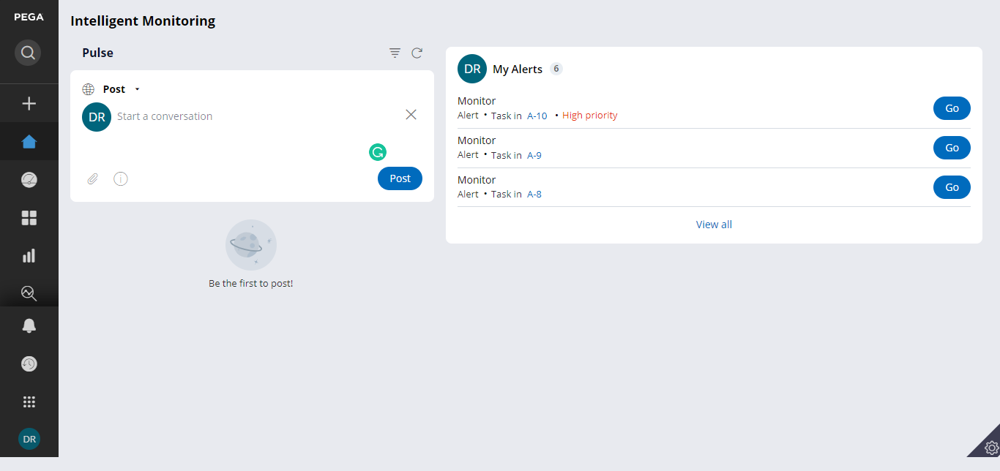 PEGA
Intelligent Monitoring
Pulse
Post
DR
Start a conversation
Post
Be the first to post!
DR My Alerts 6
Monitor
Alert • Task in A-10 • High priority
Go
Monitor
Alert • Task in A-9
Go
Monitor
Alert • Task in A-8
Go
View all
DR